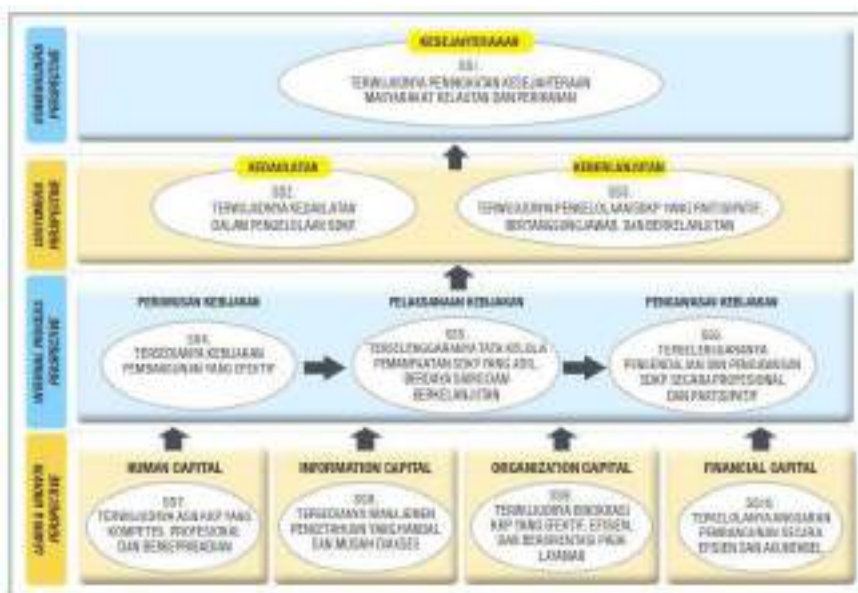 STAKEHOLDER PERSPECTIVE
KESEJAHTERAAN
SS1.
TERWUJUDNYA PENINGKATAN KESEJAHTERAAN
MASYARAKAT KELAUTAN DAN PERIKANAN
CUSTOMER PERSPECTIVE
KEDAULATAN
SS2.
TERWUJUDNYA KEDAULATAN
DALAM PENGELOLAAN SDKP
KEBERLANJUTAN
SS3.
TERWUJUDNYA PENGELOLAAN SDKP YANG PARTISIPATIF,
BERTANGGUNGJAWAB, DAN BERKELANJUTAN
INTERNAL PROCESS PERSPECTIVE
PERUMUSAN KEBIJAKAN
SS4.
TERSEDIANYA KEBIJAKAN
PEMBANGUNAN YANG EFEKTIF
PELAKSANAAN KEBIJAKAN
SS5.
TERSELENGGARANYA TATA KELOLA
PEMANFAATAN SDKP YANG ADIL,
BERDAYA SAING DAN
BERKELANJUTAN
PENGAWASAN KEBIJAKAN
SS6.
TERSELENGGARANYA
PENGENDALIAN DAN PENGAWASAN
SDKP SECARA PROFESIONAL
DAN PARTISIPATIF
LEARN & GROWTH PERSPECTIVE
HUMAN CAPITAL
SS7.
TERWUJUDNYA ASN KKP YANG
KOMPETEN, PROFESIONAL
DAN BERKEPRIBADIAN
INFORMATION CAPITAL
SS8.
TERSEDIANYA MANAJEMEN
PENGETAHUAN YANG HANDAL
DAN MUDAH DIAKSES
ORGANIZATION CAPITAL
SS9.
TERWUJUDNYA BIROKRASI
KKP YANG EFEKTIF, EFISIEN,
DAN BERORIENTASI PADA
LAYANAN
FINANCIAL CAPITAL
SS10.
TERKELOLANYA ANGGARAN
PEMBANGUNAN SECARA
EFISIEN DAN AKUNTABEL